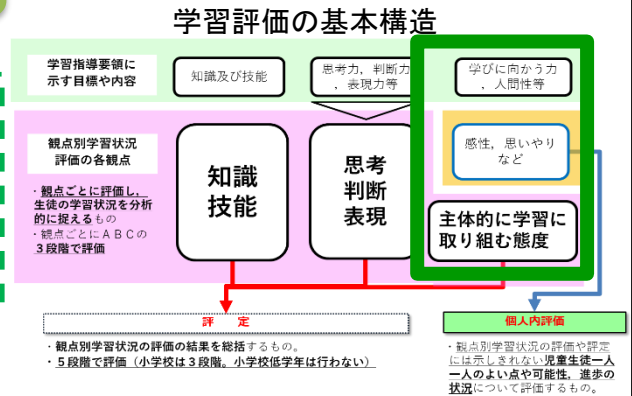 学習評価の基本構造
学習指導要領に
示す目標や内容
知識及び技能
思考力，判断力
，表現力等
学びに向かう力
，人間性等
観点別学習状況
評価の各観点
・観点ごとに評価し，
生徒の学習状況を分析
的に捉えるもの
・観点ごとにＡＢＣの
３段階で評価
知識
技能
思考
判断
表現
感性，思いやり
など
主体的に学習に
取り組む態度
評　定
・観点別学習状況の評価の結果を総括するもの。
・５段階で評価（小学校は３段階。小学校低学年は行わない）
個人内評価
・観点別学習状況の評価や評定
には示しきれない児童生徒一人
一人のよい点や可能性，進歩の
状況について評価するもの。